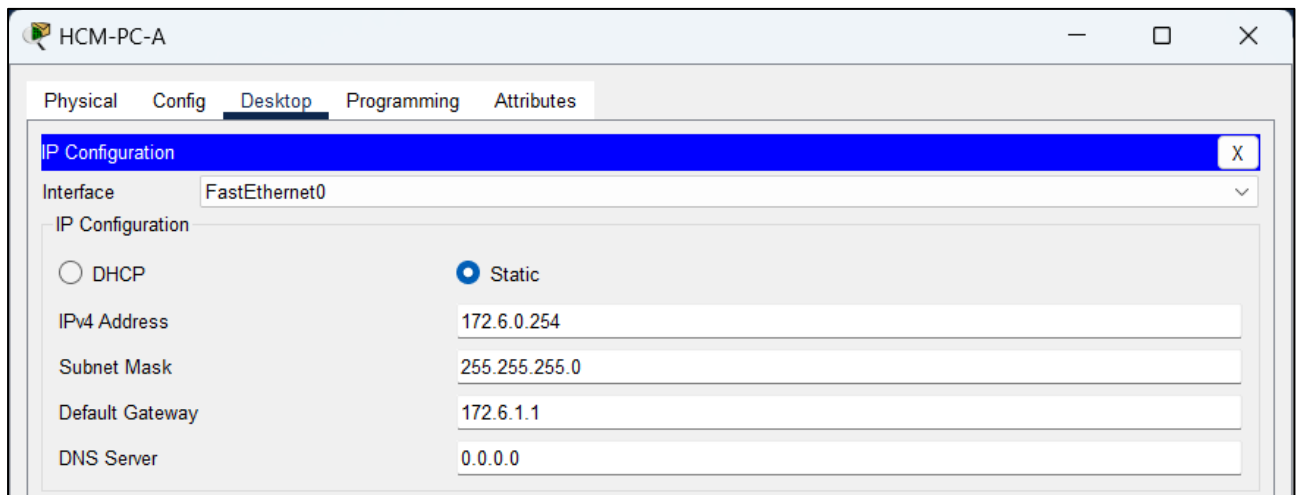 HCM-PC-A
Physical Config Desktop Programming Attributes
IP Configuration X
Interface FastEthernet0
IP Configuration
DHCP Static
IPv4 Address 172.6.0.254
Subnet Mask 255.255.255.0
Default Gateway 172.6.1.1
DNS Server 0.0.0.0